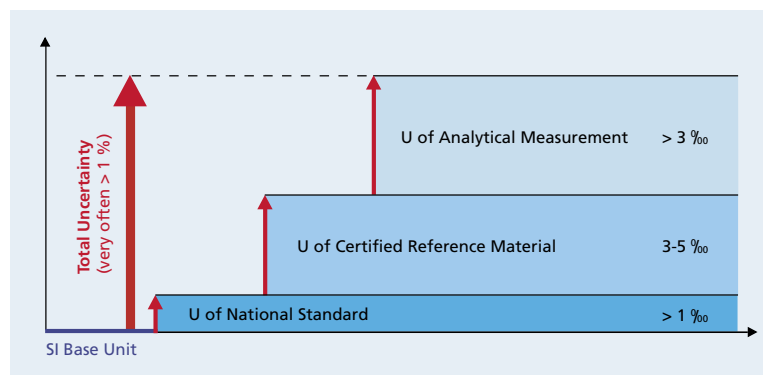 Total Uncertainty
(very often > 1 %)
U of Analytical Measurement > 3 ‰
U of Certified Reference Material 3-5 ‰
U of National Standard > 1 ‰
SI Base Unit